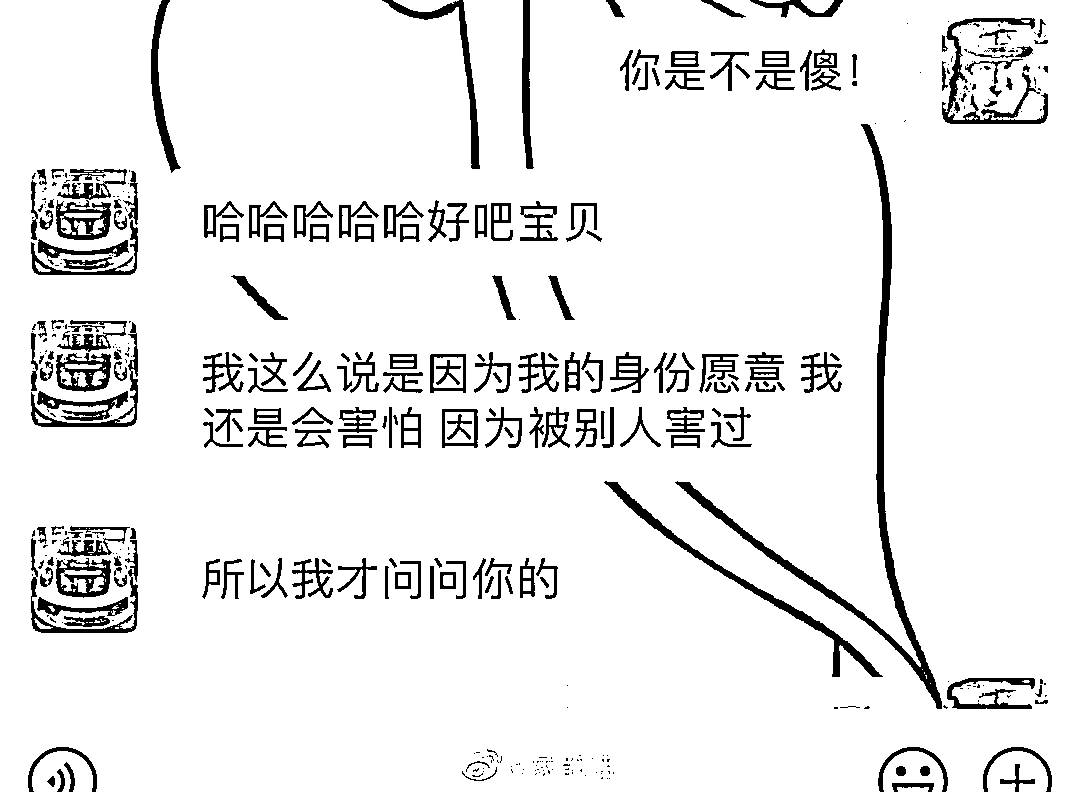 你是不是傻!
哈哈哈哈哈好吧宝贝
我这么说是因为我的身份愿意 我
还是会害怕 因为被别人害过
所以我才问问你的